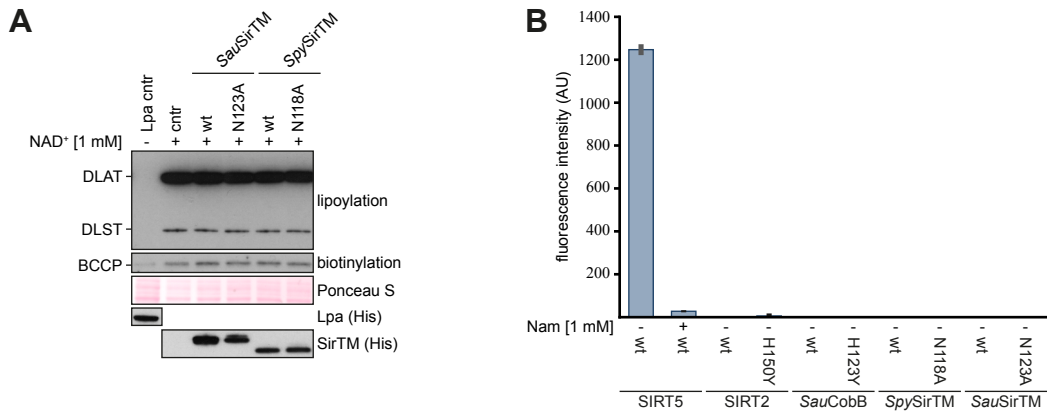 A
SauSirTM
SpySirTM
Lpa cntr
cntr
wt
N123A
wt
N118A
NAD⁺ [1 mM]
- + + + + +
DLAT
lipoylation
DLST
BCCP
biotinylation
Ponceau S
Lpa (His)
SirTM (His)
B
fluorescence intensity (AU)
1400
1200
1000
800
600
400
200
Nam [1 mM]
- + - - - - - - - -
wt
wt
wt
H150Y
wt
H123Y
wt
N118A
wt
N123A
SIRT5
SIRT2
SauCobB
SpySirTM
SauSirTM